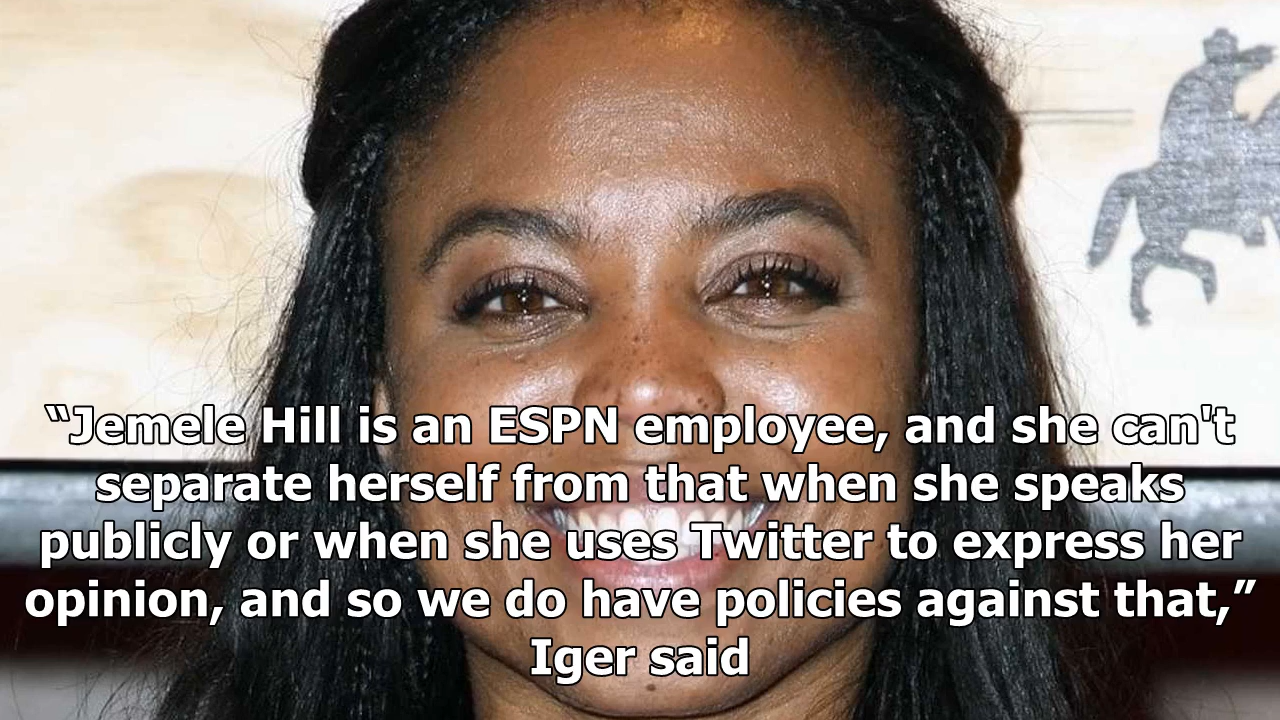 “Jemele Hill is an ESPN employee, and she can't
separate herself from that when she speaks
publicly or when she uses Twitter to express her
opinion, and so we do have policies against that,”
Iger said